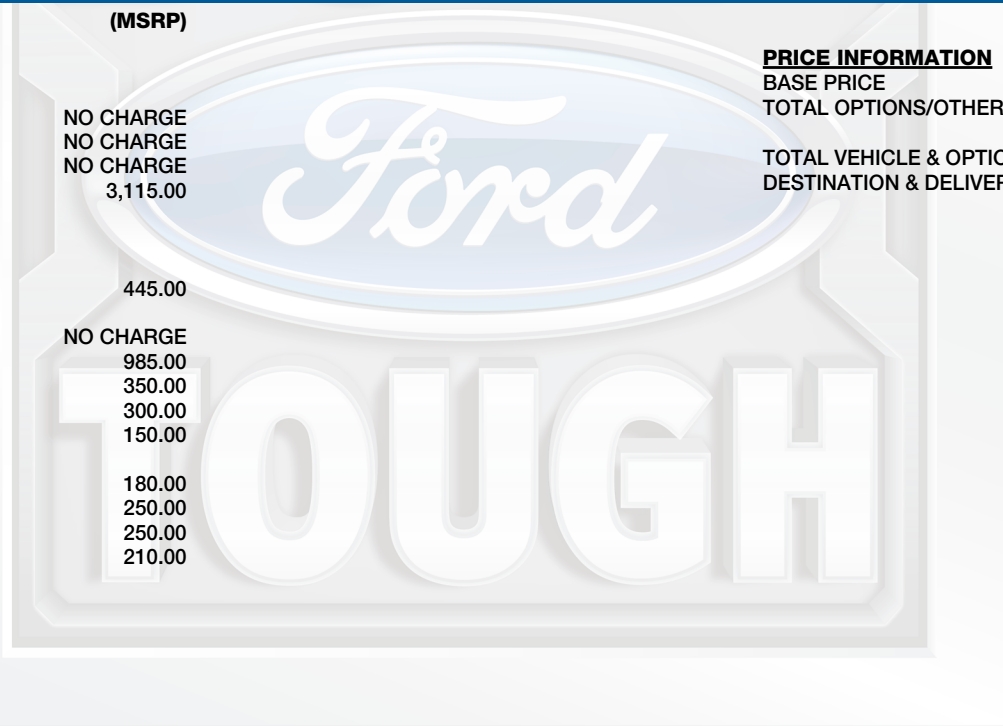 (MSRP)
NO CHARGE
NO CHARGE
NO CHARGE
3,115.00
445.00
NO CHARGE
985.00
350.00
300.00
150.00
180.00
250.00
250.00
210.00
PRICE INFORMATION
BASE PRICE
TOTAL OPTIONS/OTHER
TOTAL VEHICLE & OPTIO
DESTINATION & DELIVER
Ford
TOUGH